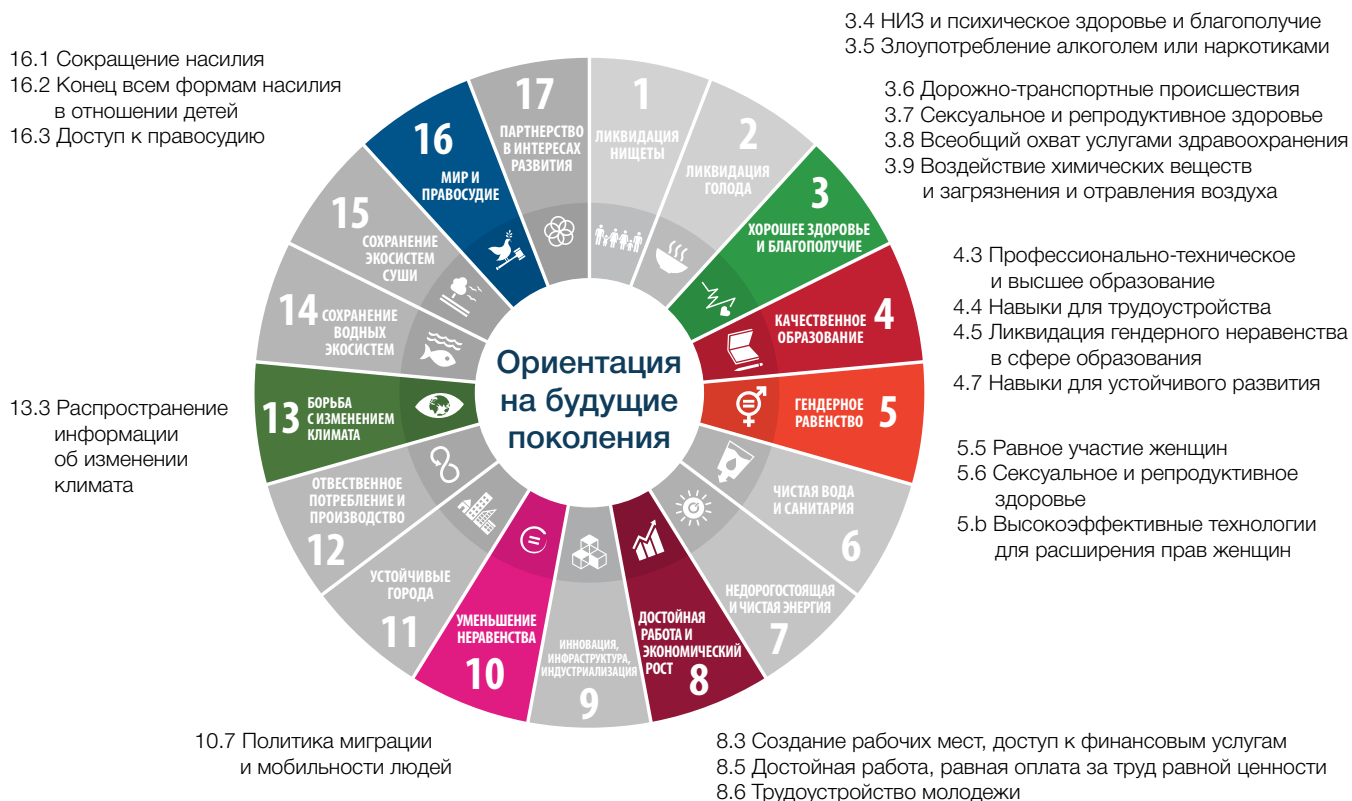 3.4 НИЗ и психическое здоровье и благополучие
3.5 Злоупотребление алкоголем или наркотиками
3.6 Дорожно-транспортные происшествия
3.7 Сексуальное и репродуктивное здоровье
3.8 Всеобщий охват услугами здравоохранения
3.9 Воздействие химических веществ
и загрязнения и отравления воздуха
16.1 Сокращение насилия
16.2 Конец всем формам насилия
в отношении детей
16.3 Доступ к правосудию
4.3 Профессионально-техническое
и высшее образование
4.4 Навыки для трудоустройства
4.5 Ликвидация гендерного неравенства
в сфере образования
4.7 Навыки для устойчивого развития
13.3 Распространение
информации
об изменении
климата
5.5 Равное участие женщин
5.6 Сексуальное и репродуктивное
здоровье
5.b Высокоэффективные технологии
для расширения прав женщин
10.7 Политика миграции
и мобильности людей
8.3 Создание рабочих мест, доступ к финансовым услугам
8.5 Достойная работа, равная оплата за труд равной ценности
8.6 Трудоустройство молодежи
Ориентация
на будущие
поколения
1
ЛИКВИДАЦИЯ
НИЩЕТЫ
2
ЛИКВИДАЦИЯ
ГОЛОДА
3
ХОРОШЕЕ ЗДОРОВЬЕ
И БЛАГОПОЛУЧИЕ
КАЧЕСТВЕННОЕ
ОБРАЗОВАНИЕ
4
ГЕНДЕРНОЕ
РАВЕНСТВО
5
ЧИСТАЯ ВОДА
И САНИТАРИЯ
6
НЕДОРОГОСТОЯЩАЯ
И ЧИСТАЯ ЭНЕРГИЯ
7
ДОСТОЙНАЯ
РАБОТА И
ЭКОНОМИЧЕСКИЙ
РОСТ
8
ИННОВАЦИЯ,
ИНФРАСТРУКТУРА,
ИНДУСТРИАЛИЗАЦИЯ
9
УМЕНЬШЕНИЕ
НЕРАВЕНСТВА
10
УСТОЙЧИВЫЕ
ГОРОДА
11
ОТВЕСТВЕННОЕ
ПОТРЕБЛЕНИЕ И
ПРОИЗВОДСТВО
12
13
БОРЬБА
С ИЗМЕНЕНИЕМ
КЛИМАТА
14
СОХРАНЕНИЕ
ВОДНЫХ
ЭКОСИСТЕМ
15
СОХРАНЕНИЕ
ЭКОСИСТЕМ
СУШИ
16
МИР И
ПРАВОСУДИЕ
17
ПАРТНЕРСТВО
В ИНТЕРЕСАХ
РАЗВИТИЯ